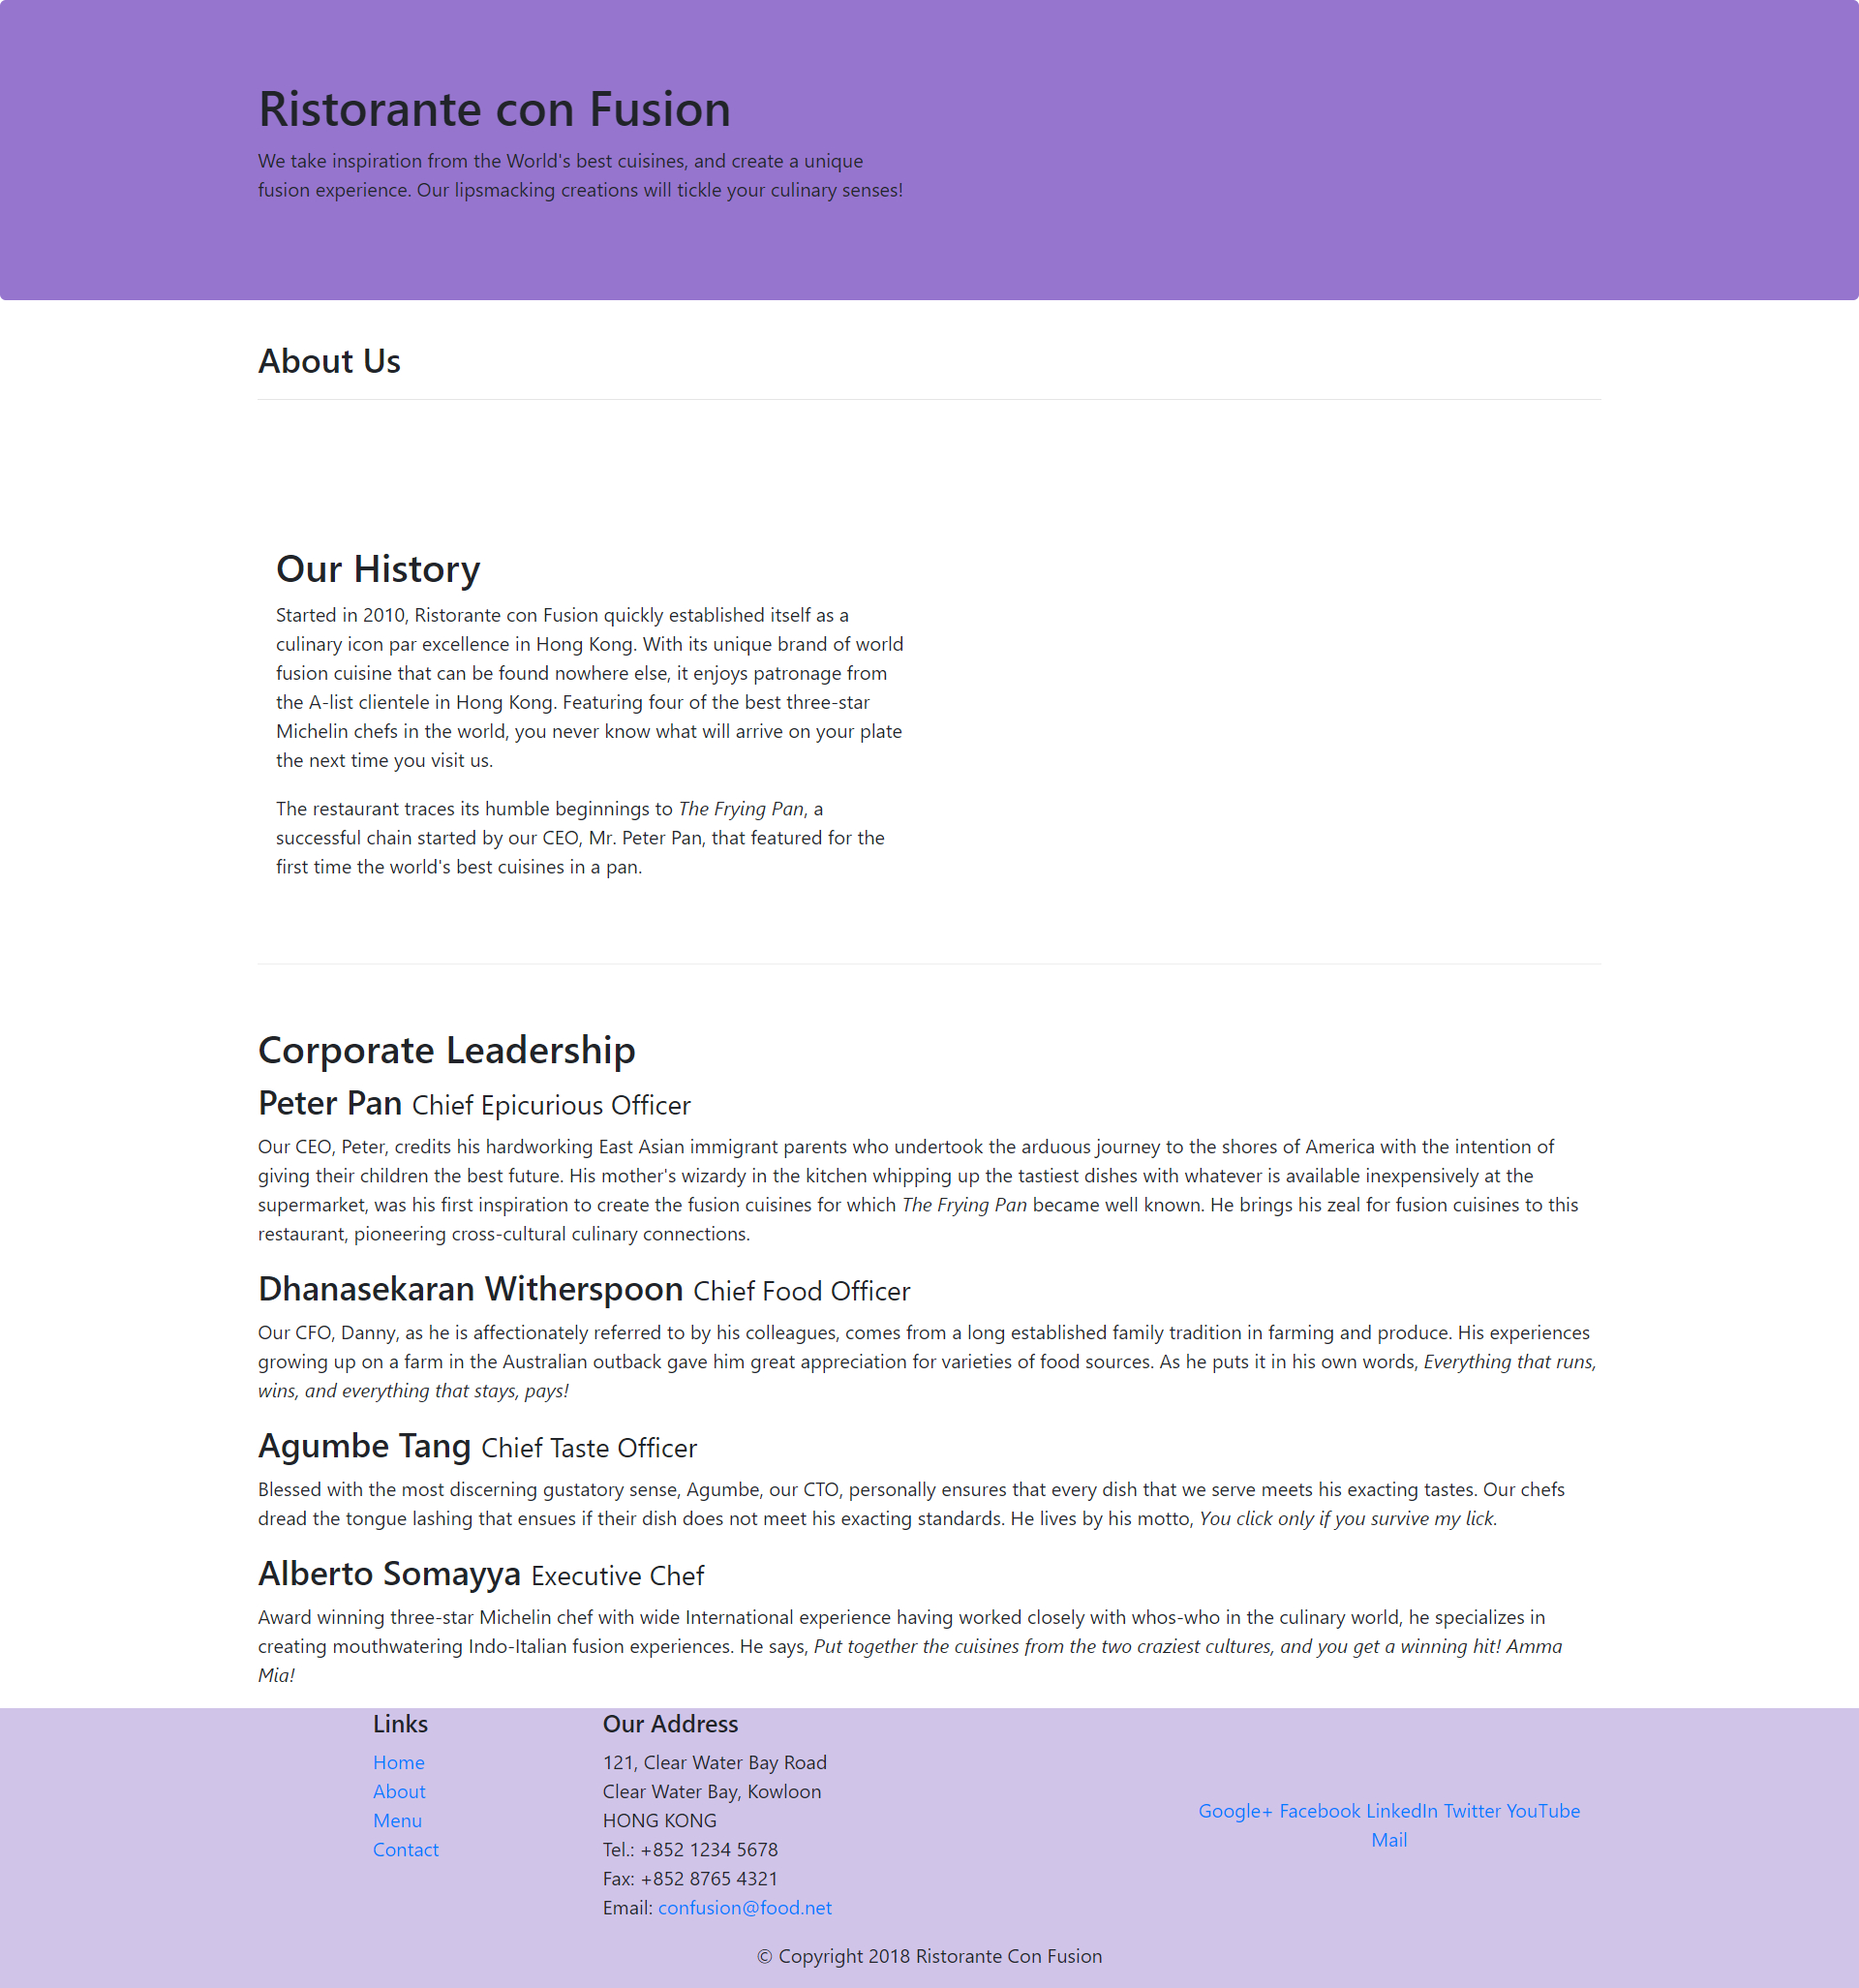 Ristorante con Fusion
We take inspiration from the World's best cuisines, and create a unique
fusion experience. Our lipsmacking creations will tickle your culinary senses!
About Us
Our History
Started in 2010, Ristorante con Fusion quickly established itself as a
culinary icon par excellence in Hong Kong. With its unique brand of world
fusion cuisine that can be found nowhere else, it enjoys patronage from
the A-list clientele in Hong Kong. Featuring four of the best three-star
Michelin chefs in the world, you never know what will arrive on your plate
the next time you visit us.
The restaurant traces its humble beginnings to The Frying Pan, a
successful chain started by our CEO, Mr. Peter Pan, that featured for the
first time the world's best cuisines in a pan.
Corporate Leadership
Peter Pan Chief Epicurious Officer
Our CEO, Peter, credits his hardworking East Asian immigrant parents who undertook the arduous journey to the shores of America with the intention of
giving their children the best future. His mother's wizardy in the kitchen whipping up the tastiest dishes with whatever is available inexpensively at the
supermarket, was his first inspiration to create the fusion cuisines for which The Frying Pan became well known. He brings his zeal for fusion cuisines to this
restaurant, pioneering cross-cultural culinary connections.
Dhanasekaran Witherspoon Chief Food Officer
Our CFO, Danny, as he is affectionately referred to by his colleagues, comes from a long established family tradition in farming and produce. His experiences
growing up on a farm in the Australian outback gave him great appreciation for varieties of food sources. As he puts it in his own words, Everything that runs,
wins, and everything that stays, pays!
Agumbe Tang Chief Taste Officer
Blessed with the most discerning gustatory sense, Agumbe, our CTO, personally ensures that every dish that we serve meets his exacting tastes. Our chefs
dread the tongue lashing that ensues if their dish does not meet his exacting standards. He lives by his motto, You click only if you survive my lick.
Alberto Somayya Executive Chef
Award winning three-star Michelin chef with wide International experience having worked closely with whos-who in the culinary world, he specializes in
creating mouthwatering Indo-Italian fusion experiences. He says, Put together the cuisines from the two craziest cultures, and you get a winning hit! Amma
Mia!
Links
Home
About
Menu
Contact
Our Address
121, Clear Water Bay Road
Clear Water Bay, Kowloon
HONG KONG
Tel.: +852 1234 5678
Fax: +852 8765 4321
Email: confusion@food.net
Google+ Facebook LinkedIn Twitter YouTube
Mail
© Copyright 2018 Ristorante Con Fusion